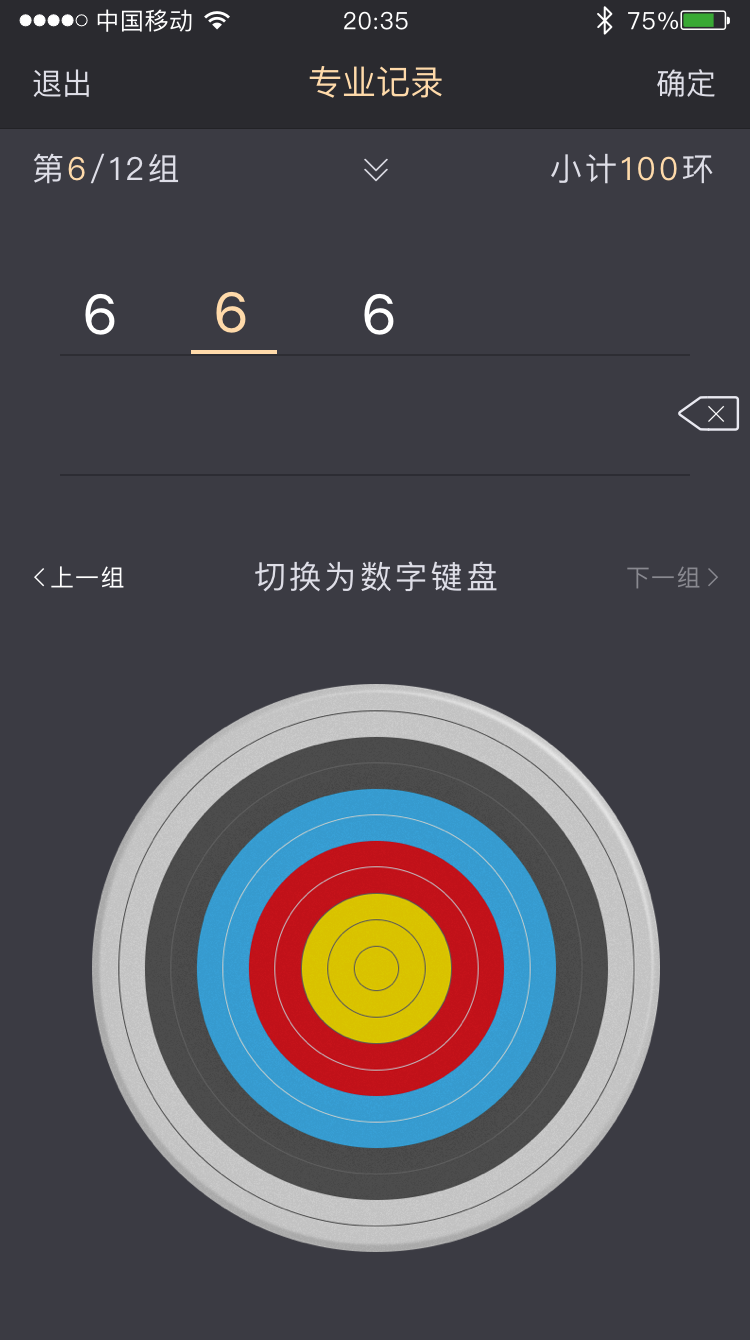 中国移动 20:35 75%
退出 专业记录 确定
第6/12组 小计100环
6 6 6
上一组 切换为数字键盘 下一组